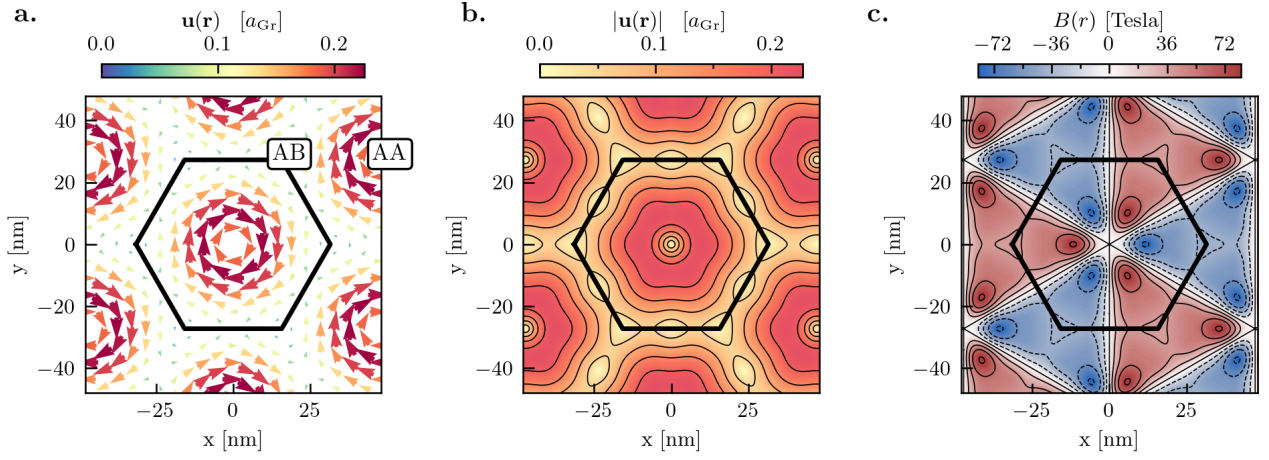 a.
u(r) [a_Gr]
0.0 0.1 0.2
AB
AA
40
20
0
−20
−40
y [nm]
−25 0 25
x [nm]
b.
|u(r)| [a_Gr]
0.0 0.1 0.2
40
20
0
−20
−40
y [nm]
−25 0 25
x [nm]
c.
B(r) [Tesla]
−72 −36 0 36 72
40
20
0
−20
−40
y [nm]
−25 0 25
x [nm]